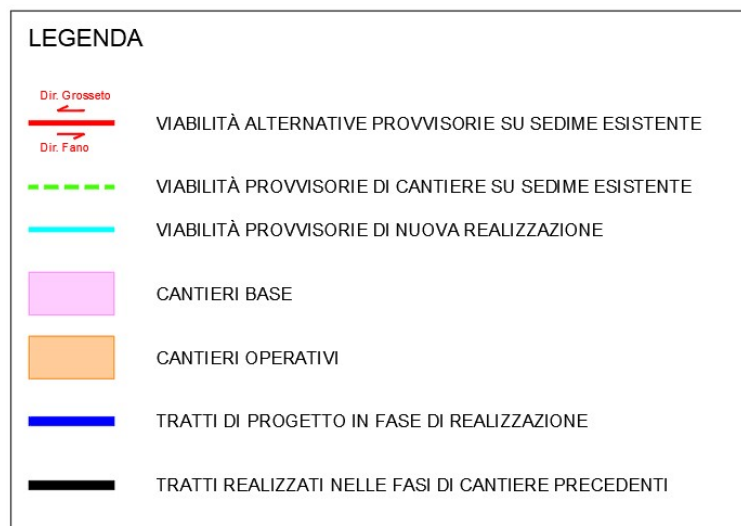 LEGENDA
Dir. Grosseto
VIABILITÀ ALTERNATIVE PROVVISORIE SU SEDIME ESISTENTE
Dir. Fano
VIABILITÀ PROVVISORIE DI CANTIERE SU SEDIME ESISTENTE
VIABILITÀ PROVVISORIE DI NUOVA REALIZZAZIONE
CANTIERI BASE
CANTIERI OPERATIVI
TRATTI DI PROGETTO IN FASE DI REALIZZAZIONE
TRATTI REALIZZATI NELLE FASI DI CANTIERE PRECEDENTI